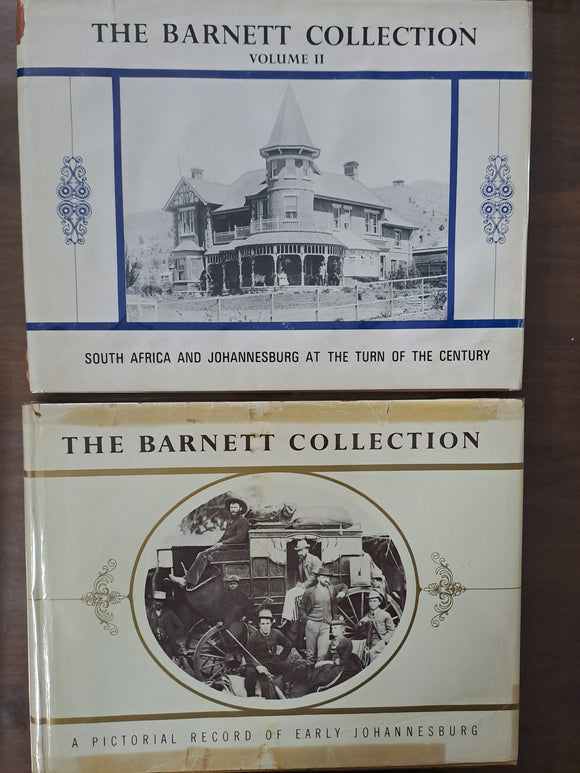 THE BARNETT COLLECTION
VOLUME II
SOUTH AFRICA AND JOHANNESBURG AT THE TURN OF THE CENTURY
THE BARNETT COLLECTION
A PICTORIAL RECORD OF EARLY JOHANNESBURG